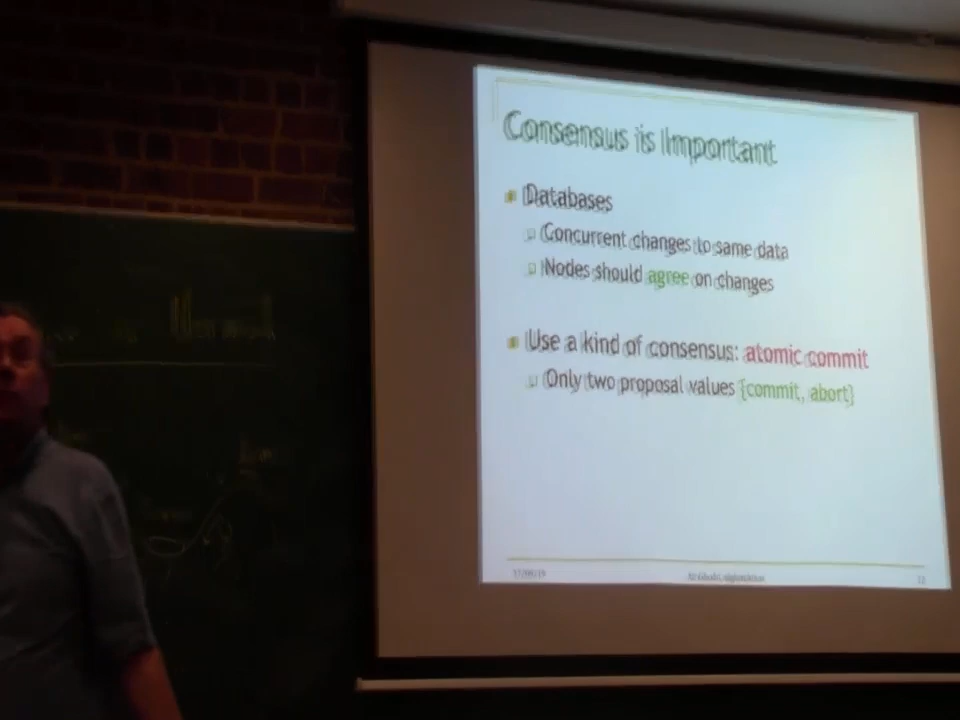 Consensus is Important
Databases
Concurrent changes to same data
Nodes should agree on changes
Use a kind of consensus: atomic commit
Only two proposal values {commit, abort}